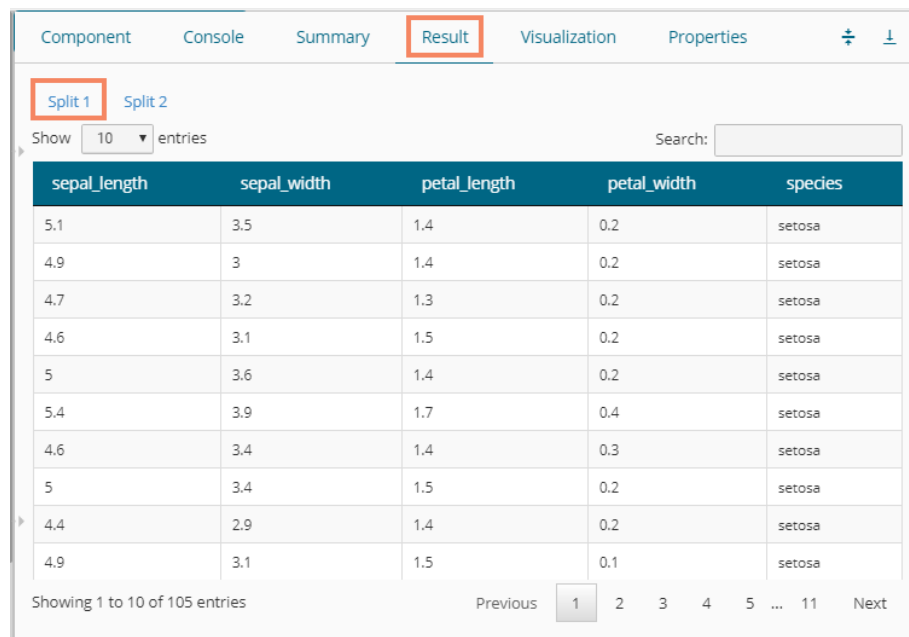 Component Console Summary Result Visualization Properties
Split 1 Split 2
Show 10 entries Search:
sepal_length sepal_width petal_length petal_width species
5.1 3.5 1.4 0.2 setosa
4.9 3 1.4 0.2 setosa
4.7 3.2 1.3 0.2 setosa
4.6 3.1 1.5 0.2 setosa
5 3.6 1.4 0.2 setosa
5.4 3.9 1.7 0.4 setosa
4.6 3.4 1.4 0.3 setosa
5 3.4 1.5 0.2 setosa
4.4 2.9 1.4 0.2 setosa
4.9 3.1 1.5 0.1 setosa
Showing 1 to 10 of 105 entries Previous 1 2 3 4 5 ... 11 Next